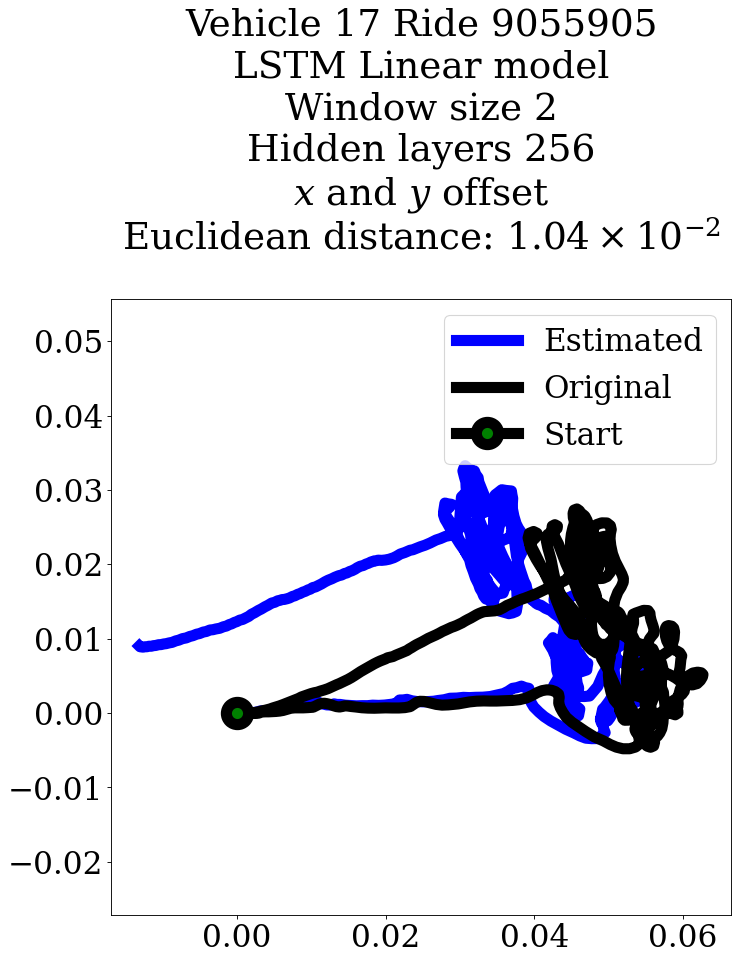 Vehicle 17 Ride 9055905
LSTM Linear model
Window size 2
Hidden layers 256
x and y offset
Euclidean distance: 1.04 × 10⁻²
Estimated
Original
Start
0.05
0.04
0.03
0.02
0.01
0.00
−0.01
−0.02
0.00 0.02 0.04 0.06